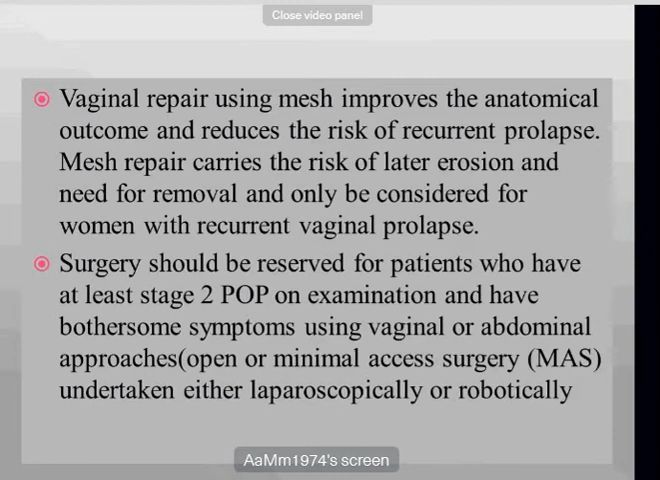 Close video panel
Vaginal repair using mesh improves the anatomical
outcome and reduces the risk of recurrent prolapse.
Mesh repair carries the risk of later erosion and
need for removal and only be considered for
women with recurrent vaginal prolapse.
Surgery should be reserved for patients who have
at least stage 2 POP on examination and have
bothersome symptoms using vaginal or abdominal
approaches(open or minimal access surgery (MAS)
undertaken either laparoscopically or robotically
AaMm1974's screen